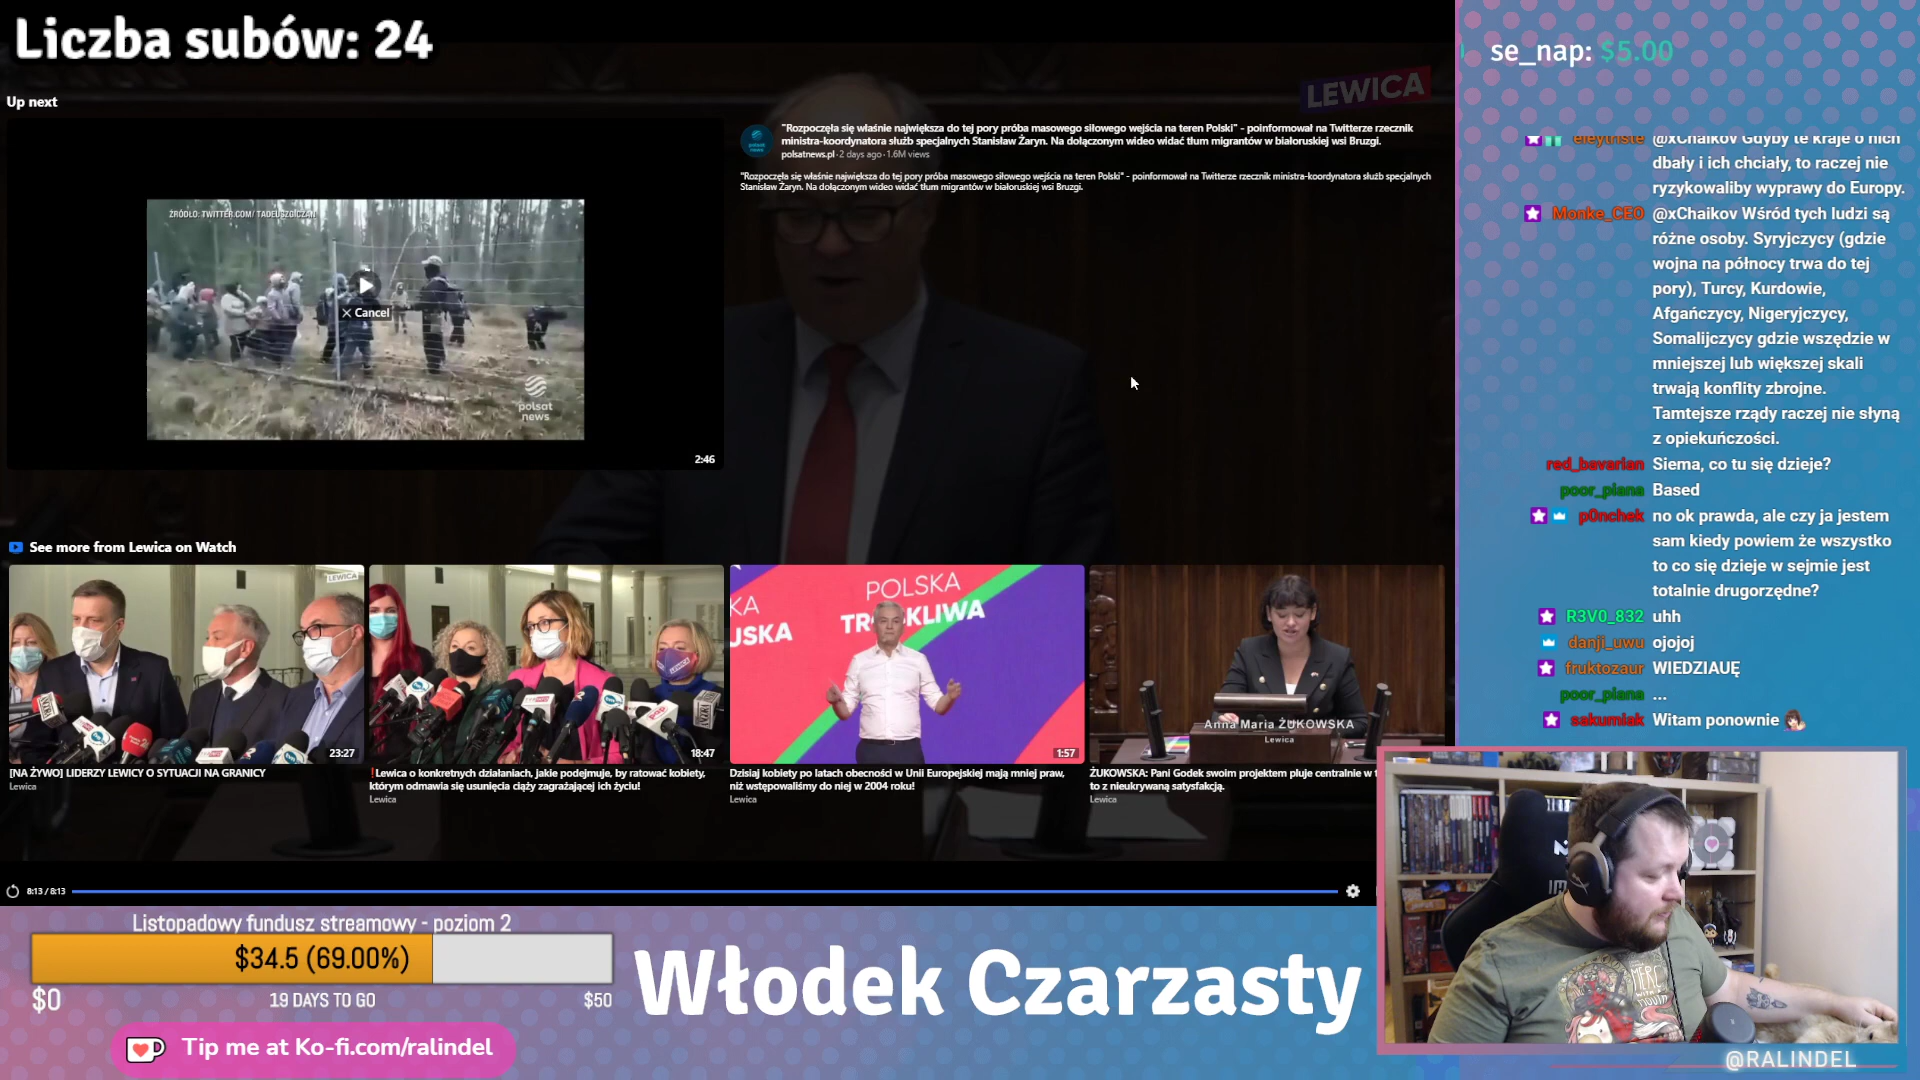 Liczba subów: 24
Up next
ŹRÓDŁO: TWITTER.COM/ TADEUSZGICZAN
Cancel
polsat
news
2:46
LEWICA
"Rozpoczęła się właśnie największa do tej pory próba masowego siłowego wejścia na teren Polski" - poinformował na Twitterze rzecznik
ministra-koordynatora służb specjalnych Stanisław Żaryn. Na dołączonym wideo widać tłum migrantów w białoruskiej wsi Bruzgi.
polsatnews.pl · 2 days ago · 1.6M views
"Rozpoczęła się właśnie największa do tej pory próba masowego siłowego wejścia na teren Polski" - poinformował na Twitterze rzecznik ministra-koordynatora służb specjalnych
Stanisław Żaryn. Na dołączonym wideo widać tłum migrantów w białoruskiej wsi Bruzgi.
See more from Lewica on Watch
LEWICA
23:27
[NA ŻYWO] LIDERZY LEWICY O SYTUACJI NA GRANICY
Lewica
18:47
❗Lewica o konkretnych działaniach, jakie podejmuje, by ratować kobiety,
którym odmawia się usunięcia ciąży zagrażającej ich życiu!
Lewica
POLSKA
1:57
Dzisiaj kobiety po latach obecności w Unii Europejskiej mają mniej praw,
niż wstępowaliśmy do niej w 2004 roku!
Lewica
Anna Maria ŻUKOWSKA
Lewica
ŻUKOWSKA: Pani Godek swoim projektem pluje centralnie w
to z nieukrywaną satysfakcją.
Lewica
8:13 / 8:13
Listopadowy fundusz streamowy - poziom 2
$34.5 (69.00%)
$0
19 DAYS TO GO
$50
Tip me at Ko-fi.com/ralindel
Włodek Czarzasty
se_nap: $5.00
eleytriste @xChaikov Gdyby te kraje o nich
dbały i ich chciały, to raczej nie
ryzykowaliby wyprawy do Europy.
Monke_CEO @xChaikov Wśród tych ludzi są
różne osoby. Syryjczycy (gdzie
wojna na północy trwa do tej
pory), Turcy, Kurdowie,
Afgańczycy, Nigeryjczycy,
Somalijczycy gdzie wszędzie w
mniejszej lub większej skali
trwają konflity zbrojne.
Tamtejsze rządy raczej nie słyną
z opiekuńczości.
red_bavarian Siema, co tu się dzieje?
poor_piana Based
p0nchek no ok prawda, ale czy ja jestem
sam kiedy powiem że wszystko
to co się dzieje w sejmie jest
totalnie drugorzędne?
R3V0_832 uhh
danji_uwu ojojoj
fruktozaur WIEDZIAUĘ
poor_piana ...
sakumiak Witam ponownie
MERC
WITH A
MOUTH
@RALINDEL